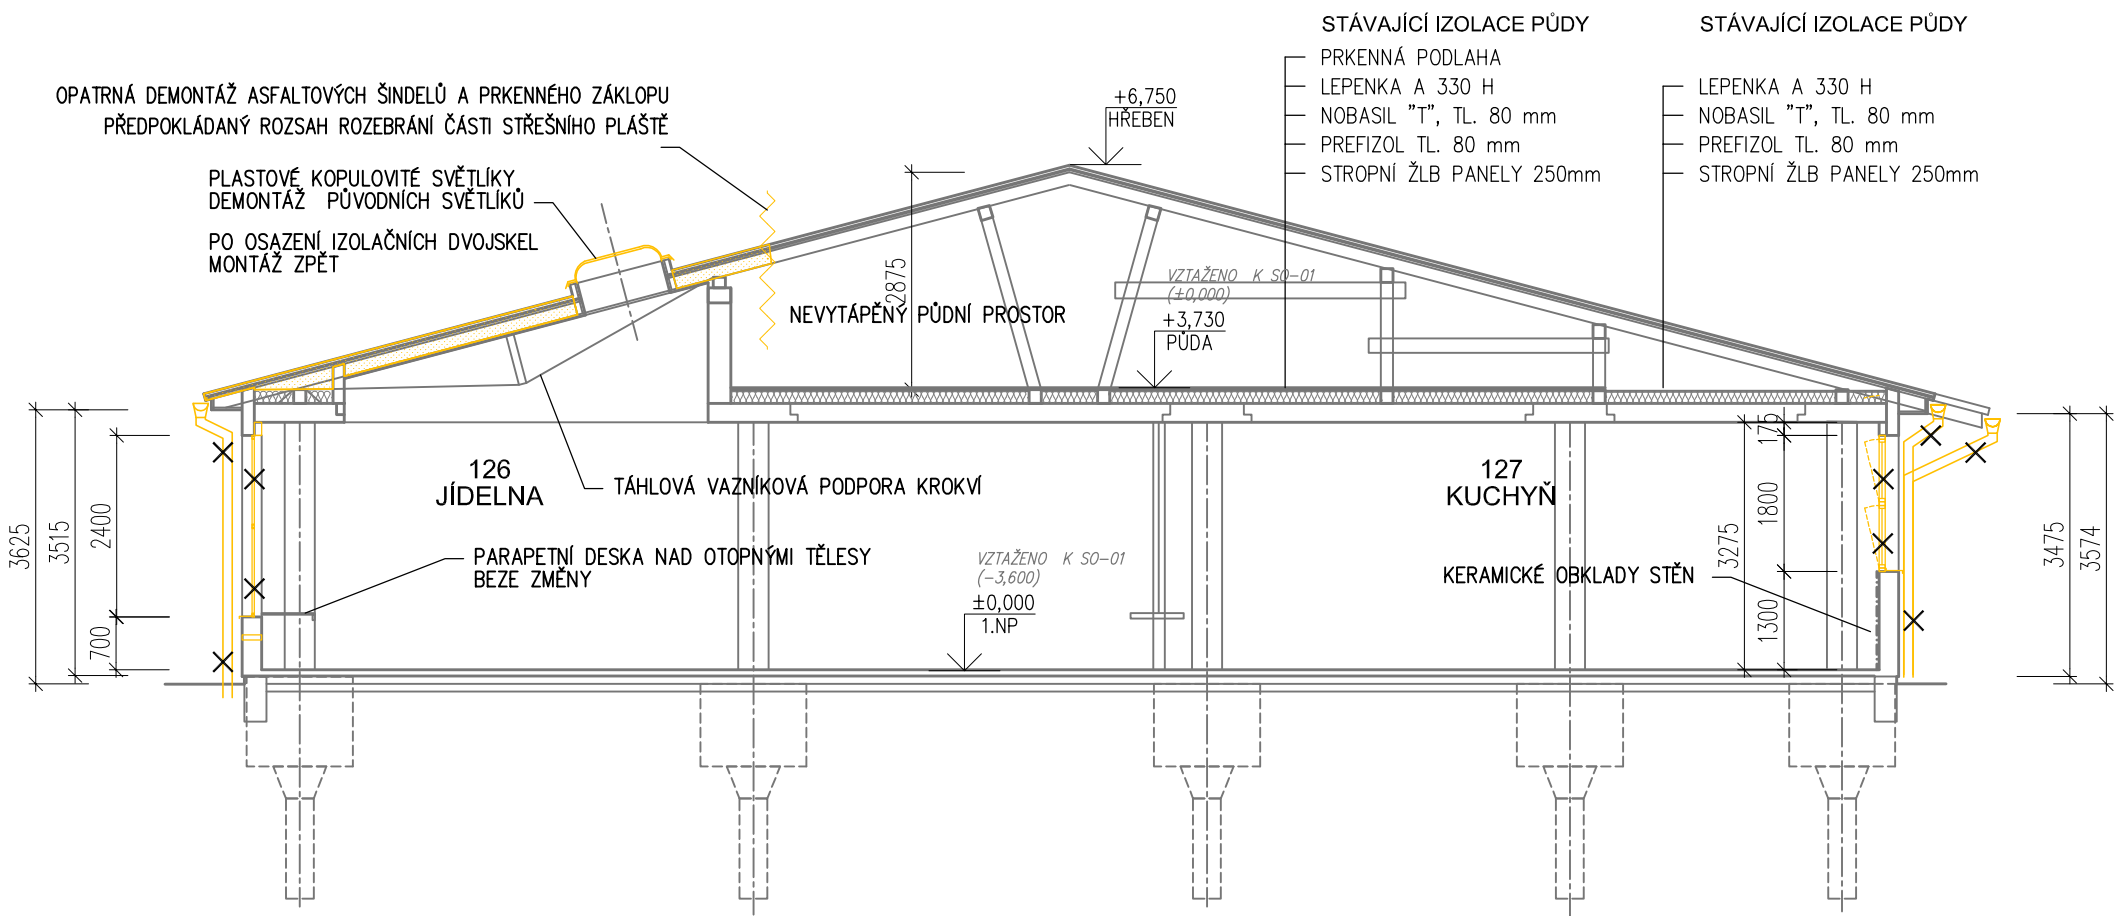 STÁVAJÍCÍ IZOLACE PŮDY
PRKENNÁ PODLAHA
LEPENKA A 330 H
NOBASIL "T", TL. 80 mm
PREFIZOL TL. 80 mm
STROPNÍ ŽLB PANELY 250mm
STÁVAJÍCÍ IZOLACE PŮDY
LEPENKA A 330 H
NOBASIL "T", TL. 80 mm
PREFIZOL TL. 80 mm
STROPNÍ ŽLB PANELY 250mm
OPATRNÁ DEMONTÁŽ ASFALTOVÝCH ŠINDELŮ A PRKENNÉHO ZÁKLOPU
PŘEDPOKLÁDANÝ ROZSAH ROZEBRÁNÍ ČÁSTI STŘEŠNÍHO PLÁŠTĚ
PLASTOVÉ KOPULOVITÉ SVĚTLÍKY
DEMONTÁŽ PŮVODNÍCH SVĚTLÍKŮ
PO OSAZENÍ IZOLAČNÍCH DVOJSKEL
MONTÁŽ ZPĚT
+6,750
HŘEBEN
2875
VZTAŽENO K SO-01
(±0,000)
NEVYTÁPĚNÝ PŮDNÍ PROSTOR
+3,730
PŮDA
126
JÍDELNA
TÁHLOVÁ VAZNÍKOVÁ PODPORA KROKVÍ
127
KUCHYŇ
PARAPETNÍ DESKA NAD OTOPNÝMI TĚLESY
BEZE ZMĚNY
VZTAŽENO K SO-01
(-3,600)
±0,000
1.NP
KERAMICKÉ OBKLADY STĚN
3625
3515
2400
700
3275
175
1800
1300
3475
3574